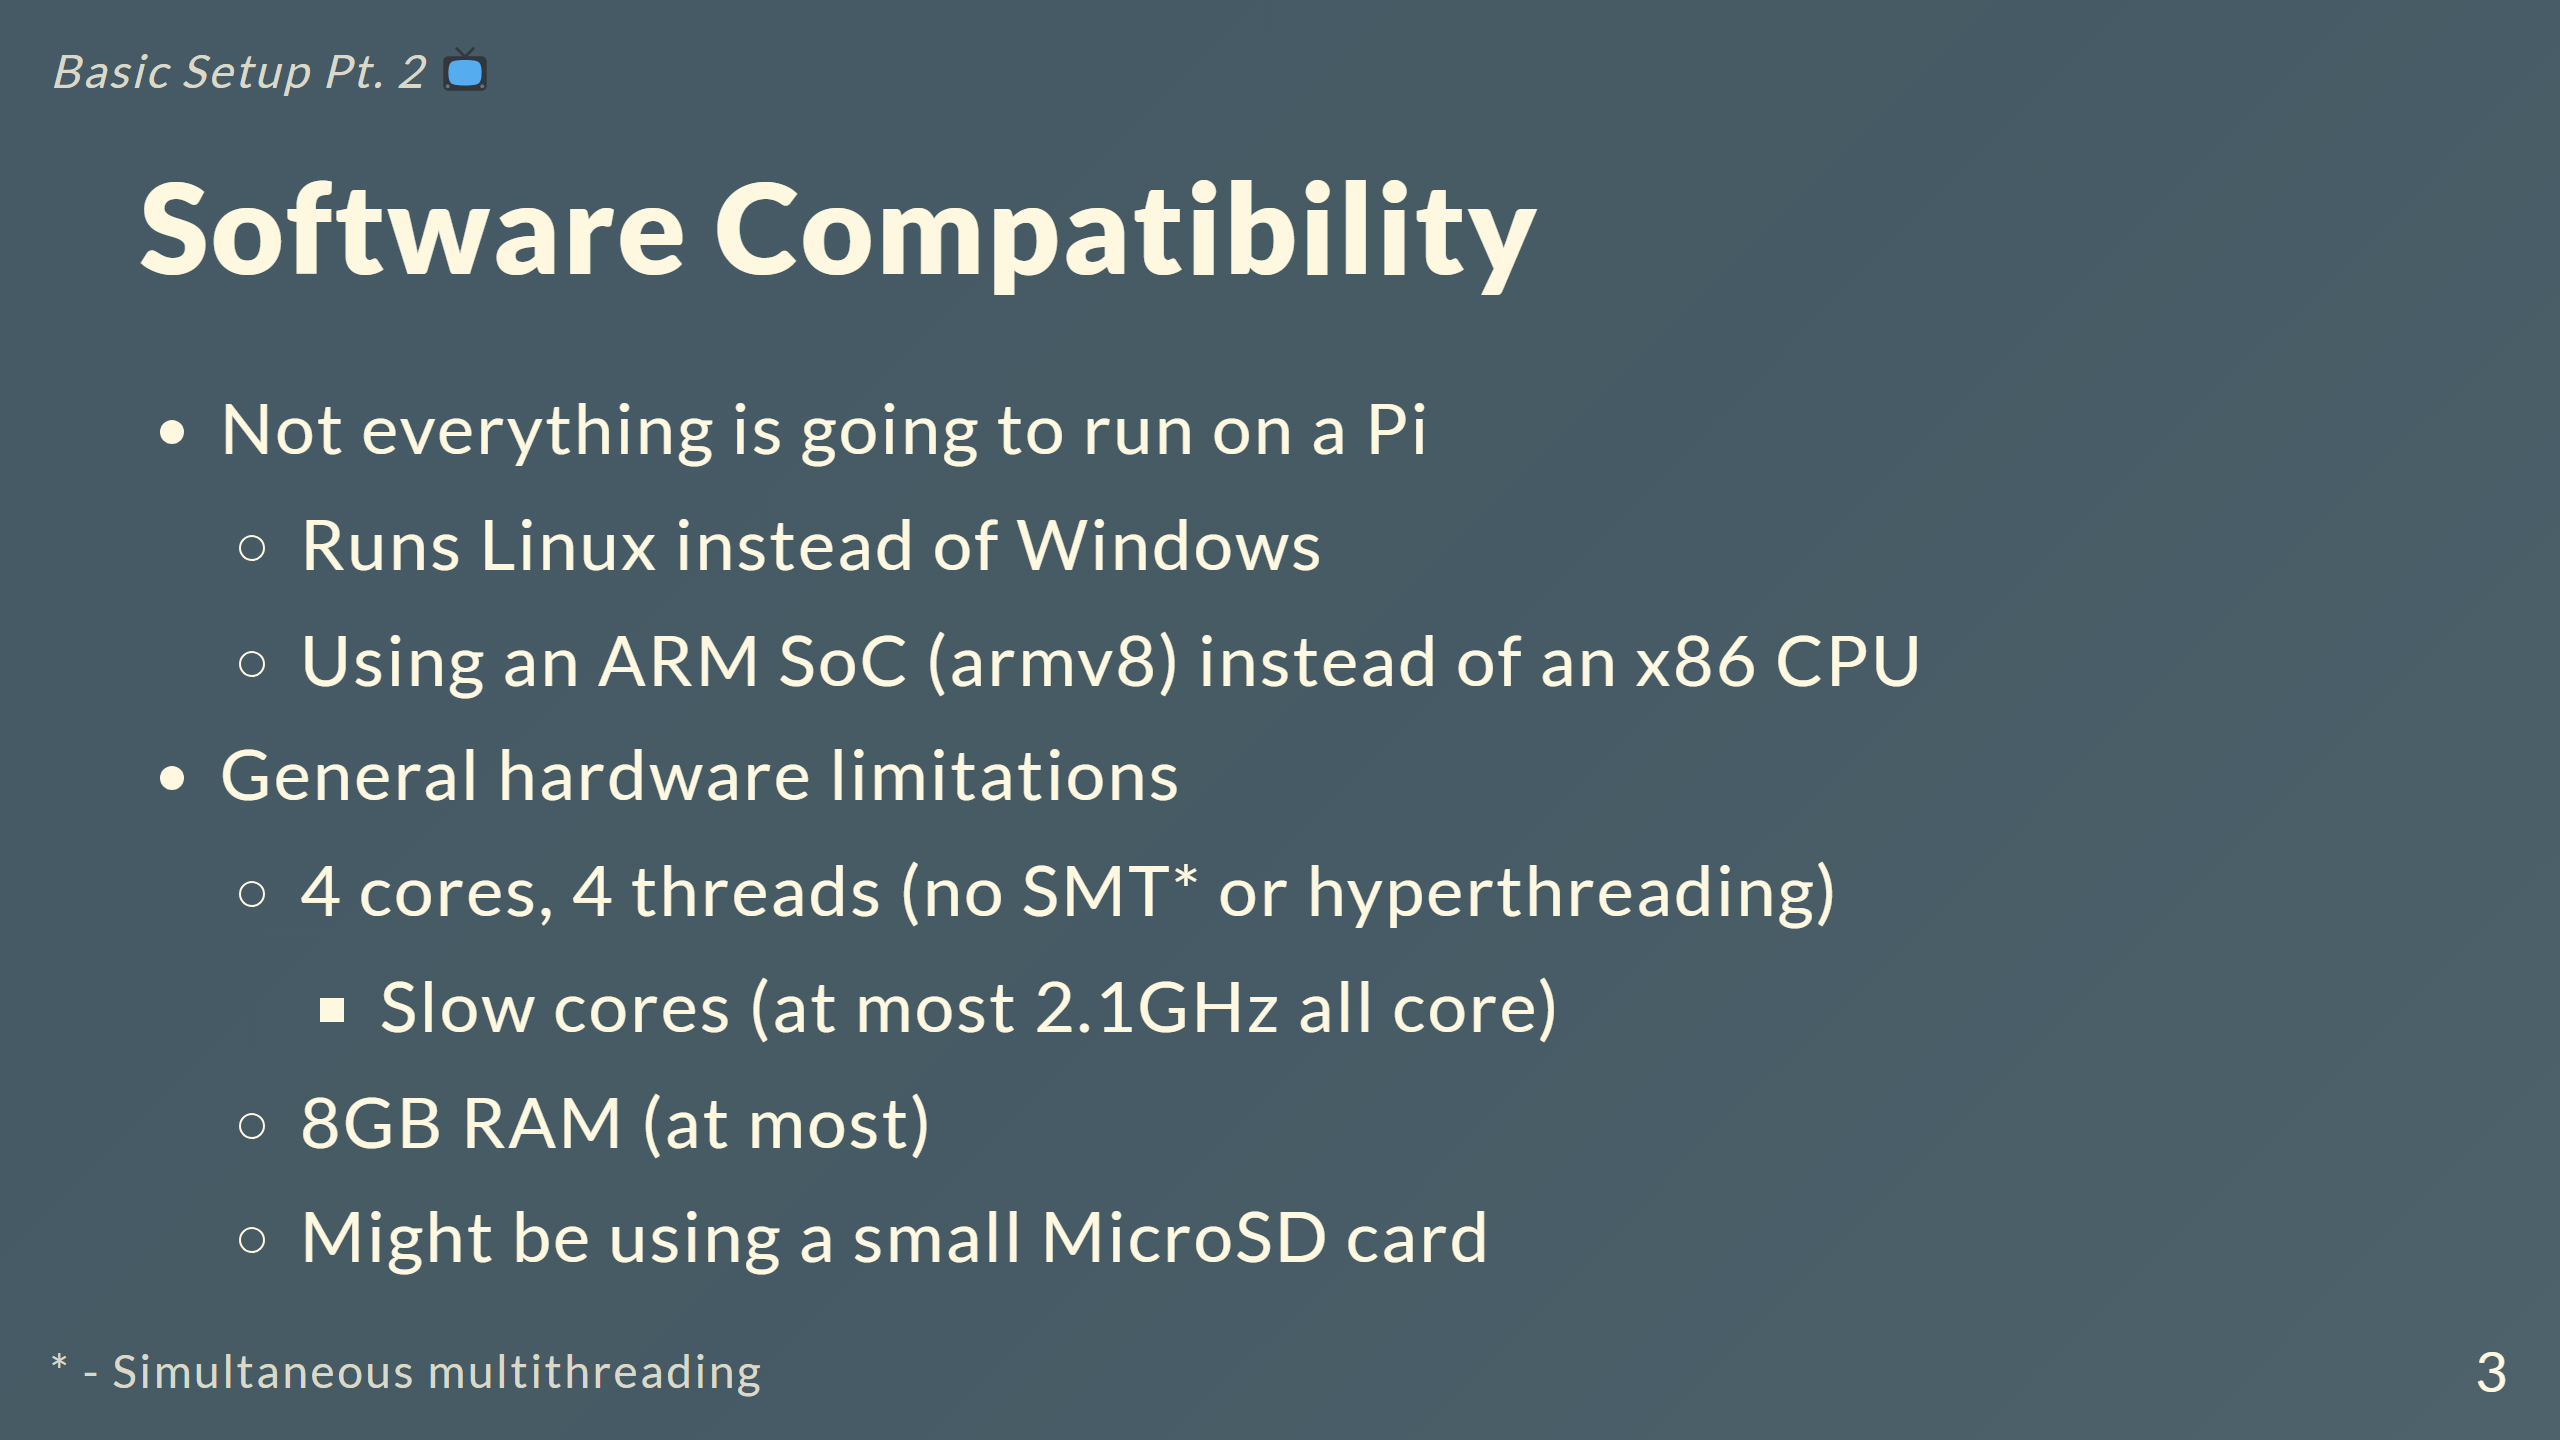 Basic Setup Pt. 2 📺
Software Compatibility
• Not everything is going to run on a Pi
○ Runs Linux instead of Windows
○ Using an ARM SoC (armv8) instead of an x86 CPU
• General hardware limitations
○ 4 cores, 4 threads (no SMT* or hyperthreading)
■ Slow cores (at most 2.1GHz all core)
○ 8GB RAM (at most)
○ Might be using a small MicroSD card
* - Simultaneous multithreading
3